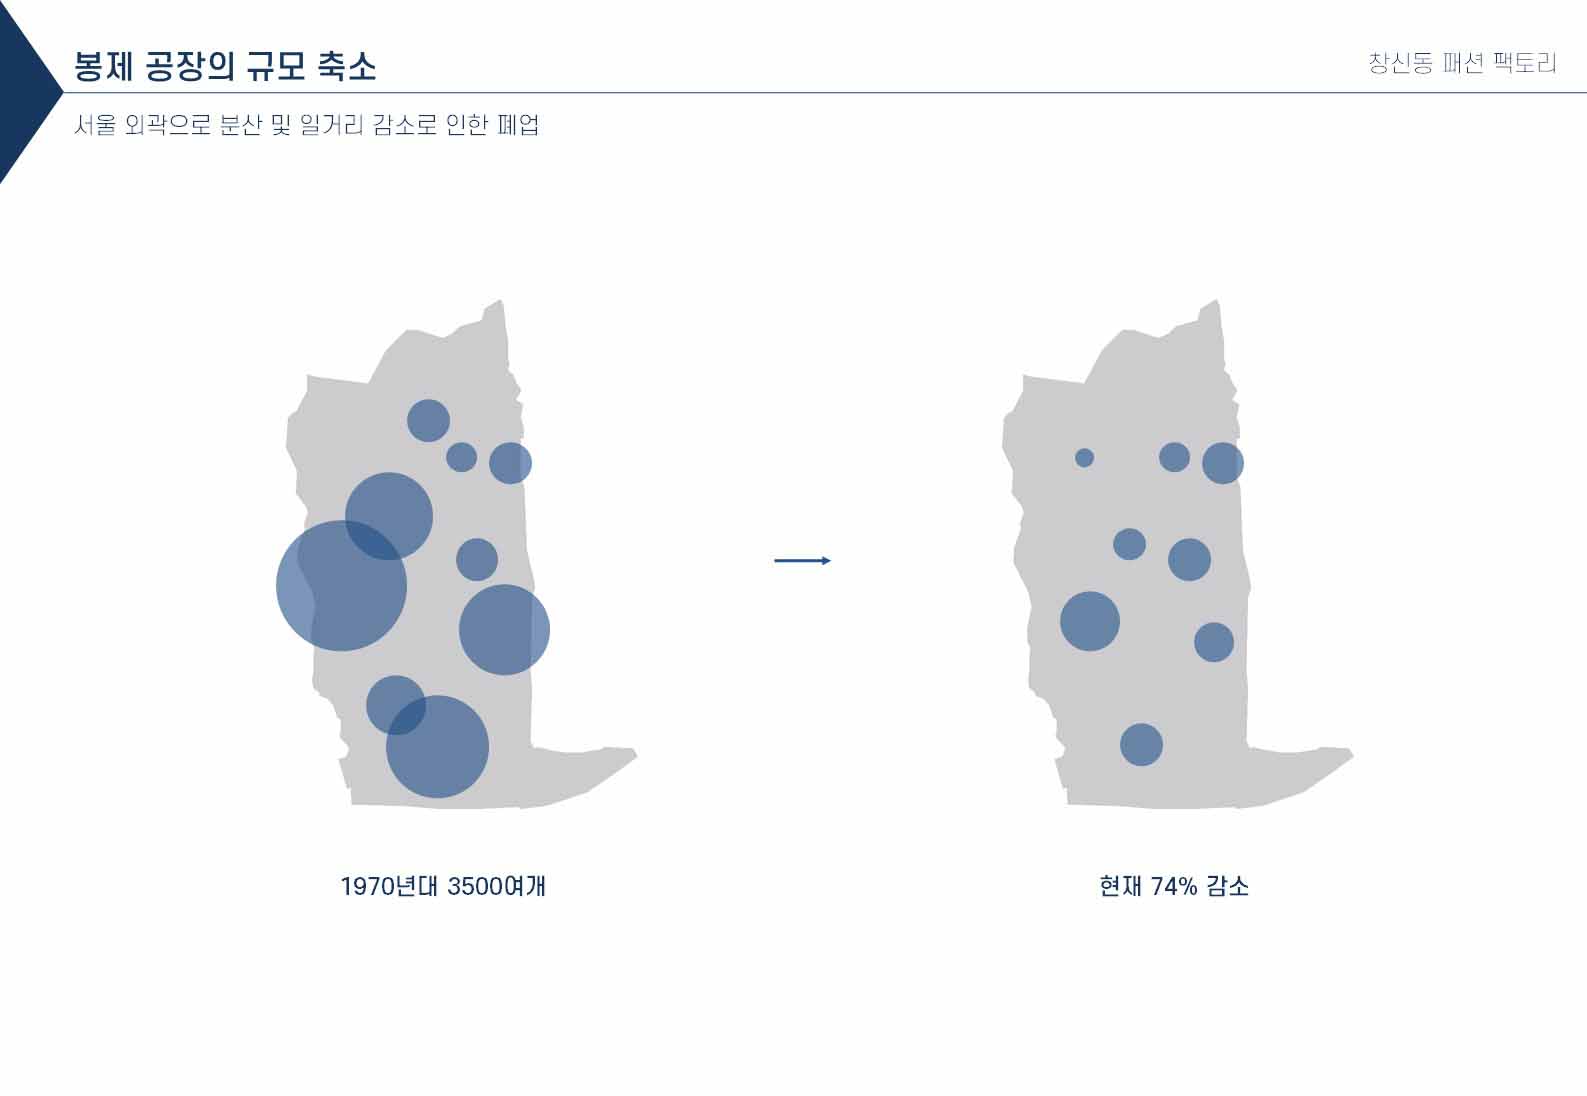 봉제 공장의 규모 축소
창신동 패션 팩토리
서울 외곽으로 분산 및 일거리 감소로 인한 폐업
1970년대 3500여개
현재 74% 감소